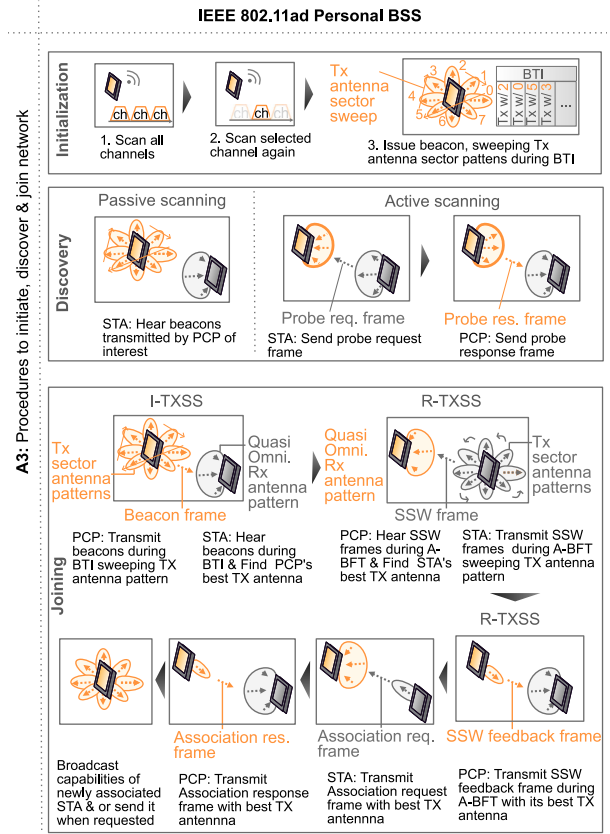 IEEE 802.11ad Personal BSS
A3: Procedures to initiate, discover & join network
Initialization
ch ch ch
1. Scan all
channels
ch ch ch
2. Scan selected
channel again
Tx
antenna
sector
sweep
0
1
2
3
4
5
6
7
BTI
Tx w/ 2
Tx w/ 0
Tx w/ 5
Tx w/ 3
...
3. Issue beacon, sweeping Tx
antenna sector pattens during BTI
Discovery
Passive scanning
STA: Hear beacons
transmitted by PCP of
interest
Active scanning
Probe req. frame
STA: Send probe request
frame
Probe res. frame
PCP: Send probe
response frame
Joining
I-TXSS
Tx
sector
antenna
patterns
Quasi
Omni.
Rx
antenna
pattern
Beacon frame
PCP: Transmit
beacons during
BTI sweeping TX
antenna pattern
STA: Hear
beacons during
BTI & Find PCP's
best TX antenna
R-TXSS
Quasi
Omni.
Rx
antenna
pattern
Tx
sector
antenna
patterns
SSW frame
PCP: Hear SSW
frames during A-
BFT & Find STA's
best TX antenna
STA: Transmit SSW
frames during A-BFT
sweeping TX antenna
pattern
R-TXSS
SSW feedback frame
PCP: Transmit SSW
feedback frame during
A-BFT with its best TX
antenna
Association req.
frame
STA: Transmit
Association request
frame with best TX
antennna
Association res.
frame
PCP: Transmit
Association response
frame with best TX
antennna
Broadcast
capabilities of
newly associated
STA & or send it
when requested